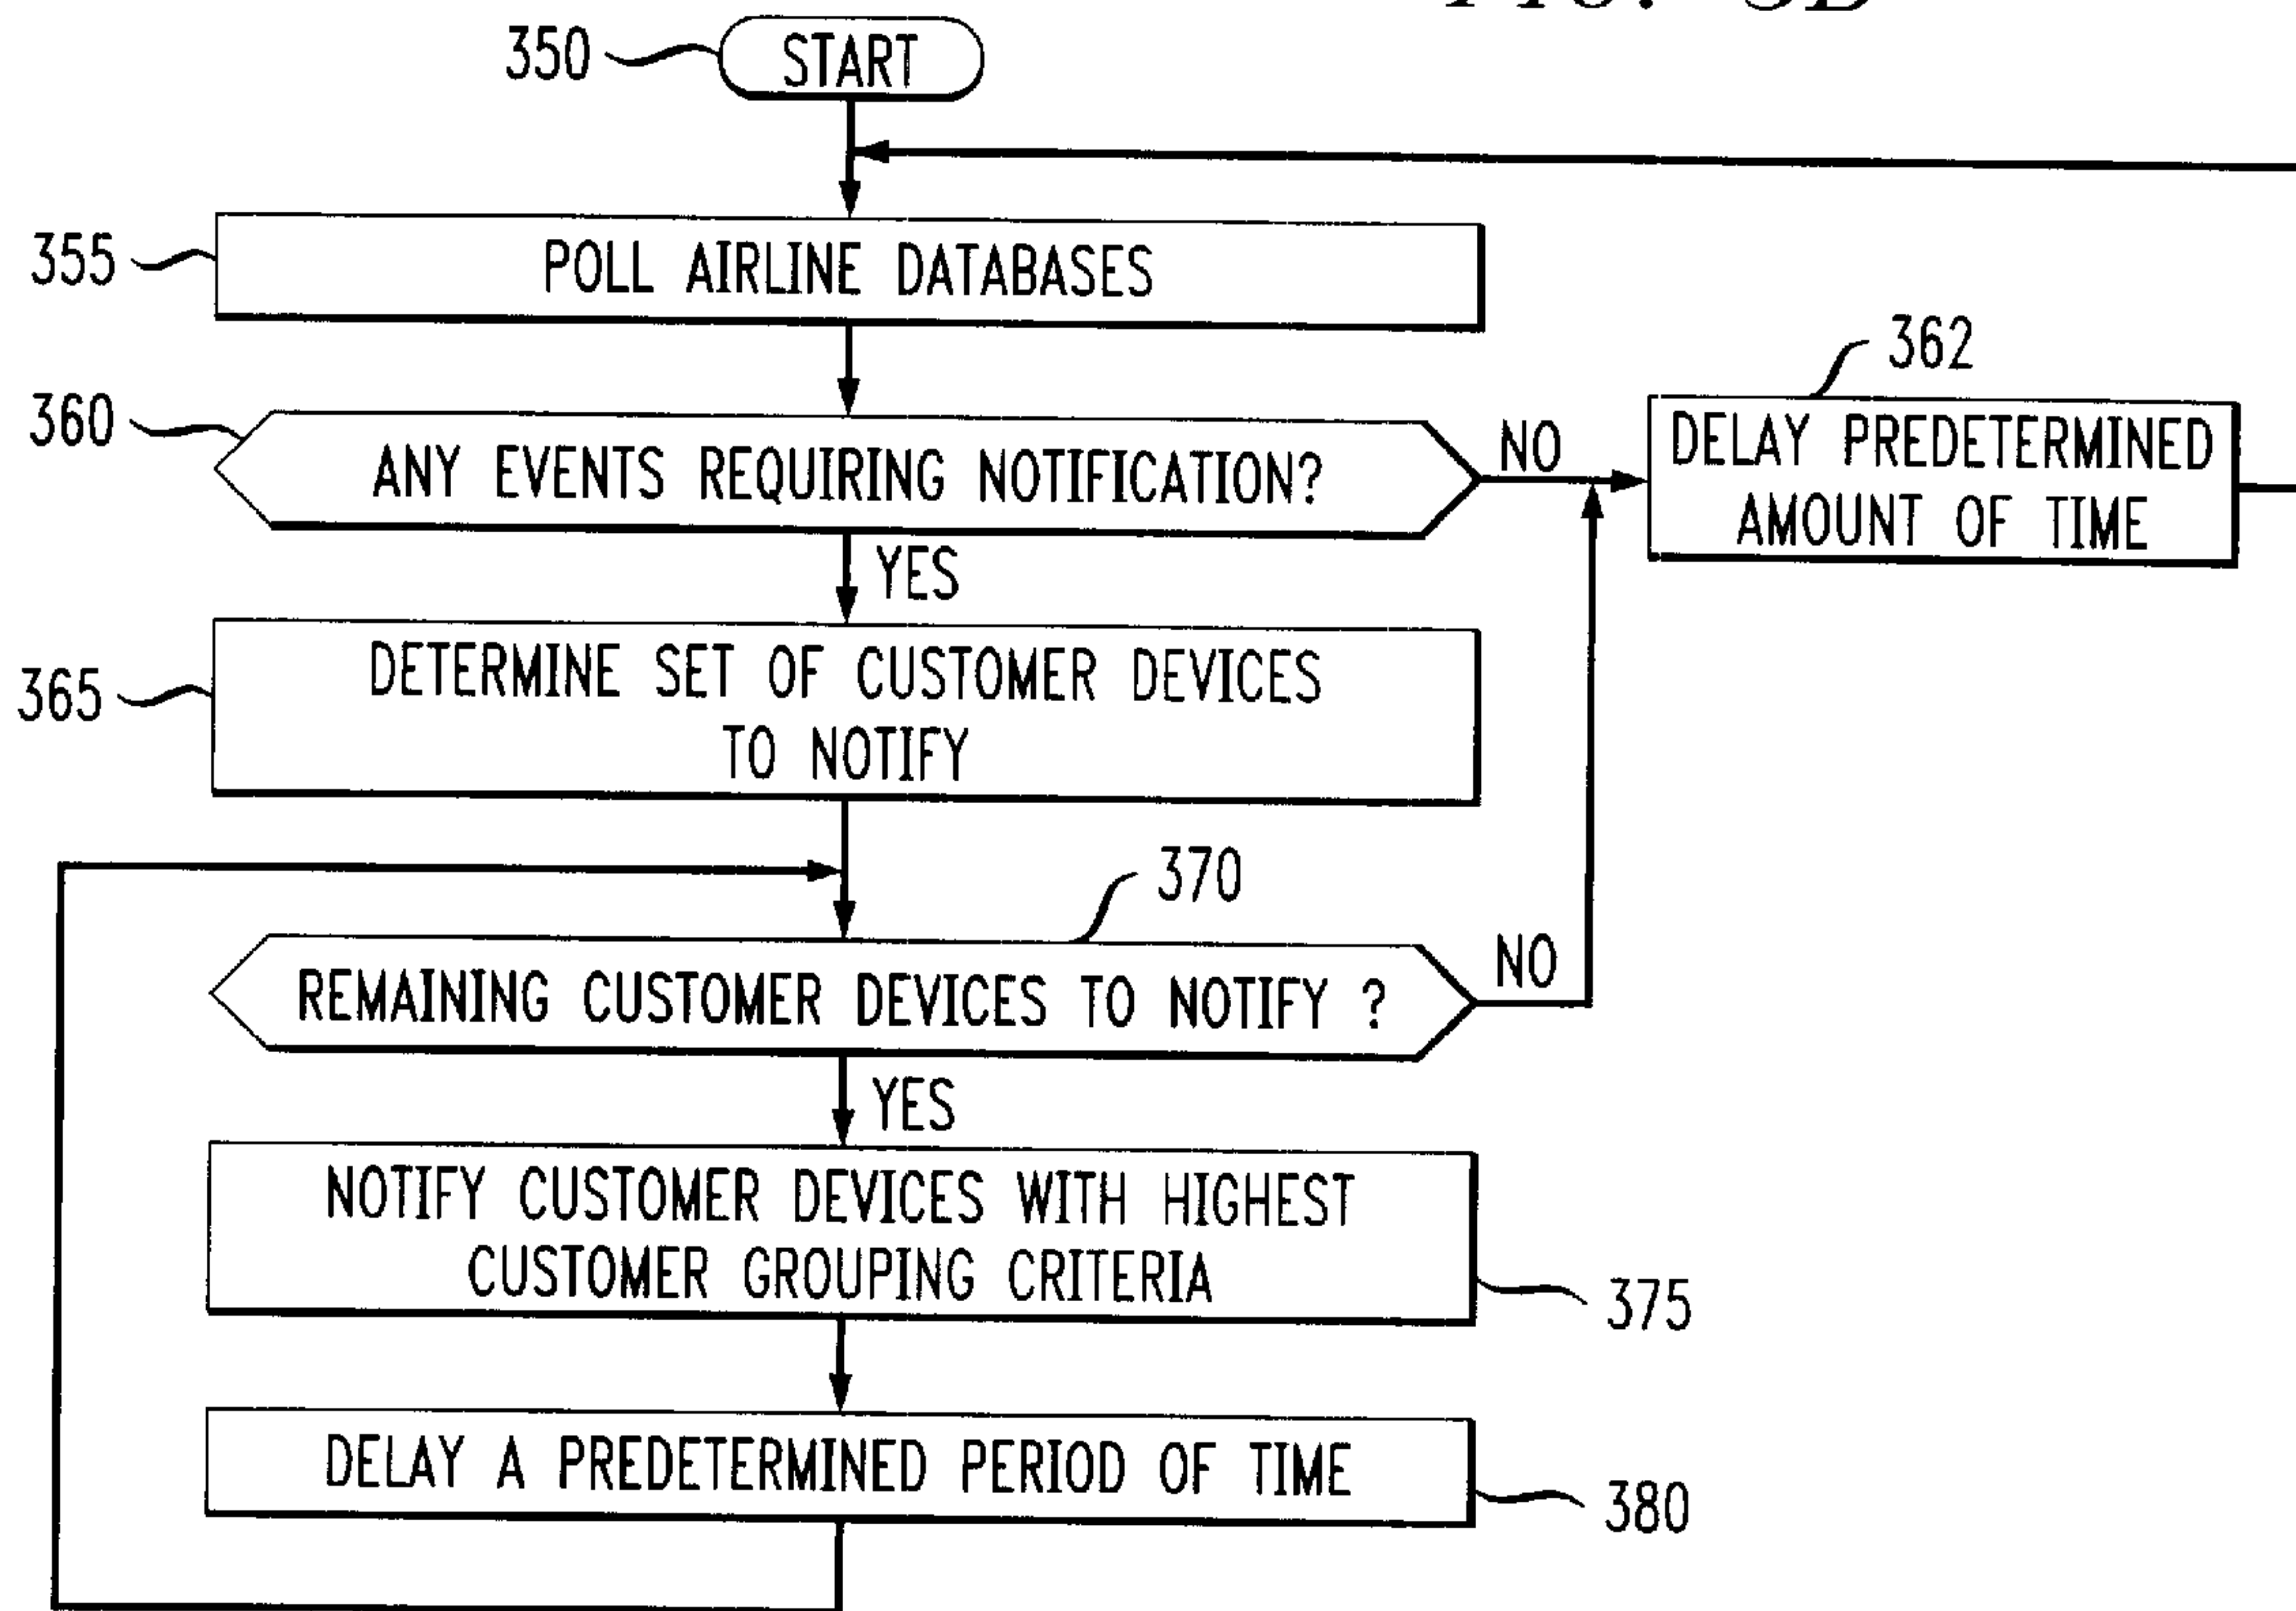 350
START
355
POLL AIRLINE DATABASES
362
360
ANY EVENTS REQUIRING NOTIFICATION?
NO
DELAY PREDETERMINED
AMOUNT OF TIME
YES
365
DETERMINE SET OF CUSTOMER DEVICES
TO NOTIFY
370
REMAINING CUSTOMER DEVICES TO NOTIFY ?
NO
YES
NOTIFY CUSTOMER DEVICES WITH HIGHEST
CUSTOMER GROUPING CRITERIA
375
DELAY A PREDETERMINED PERIOD OF TIME
380